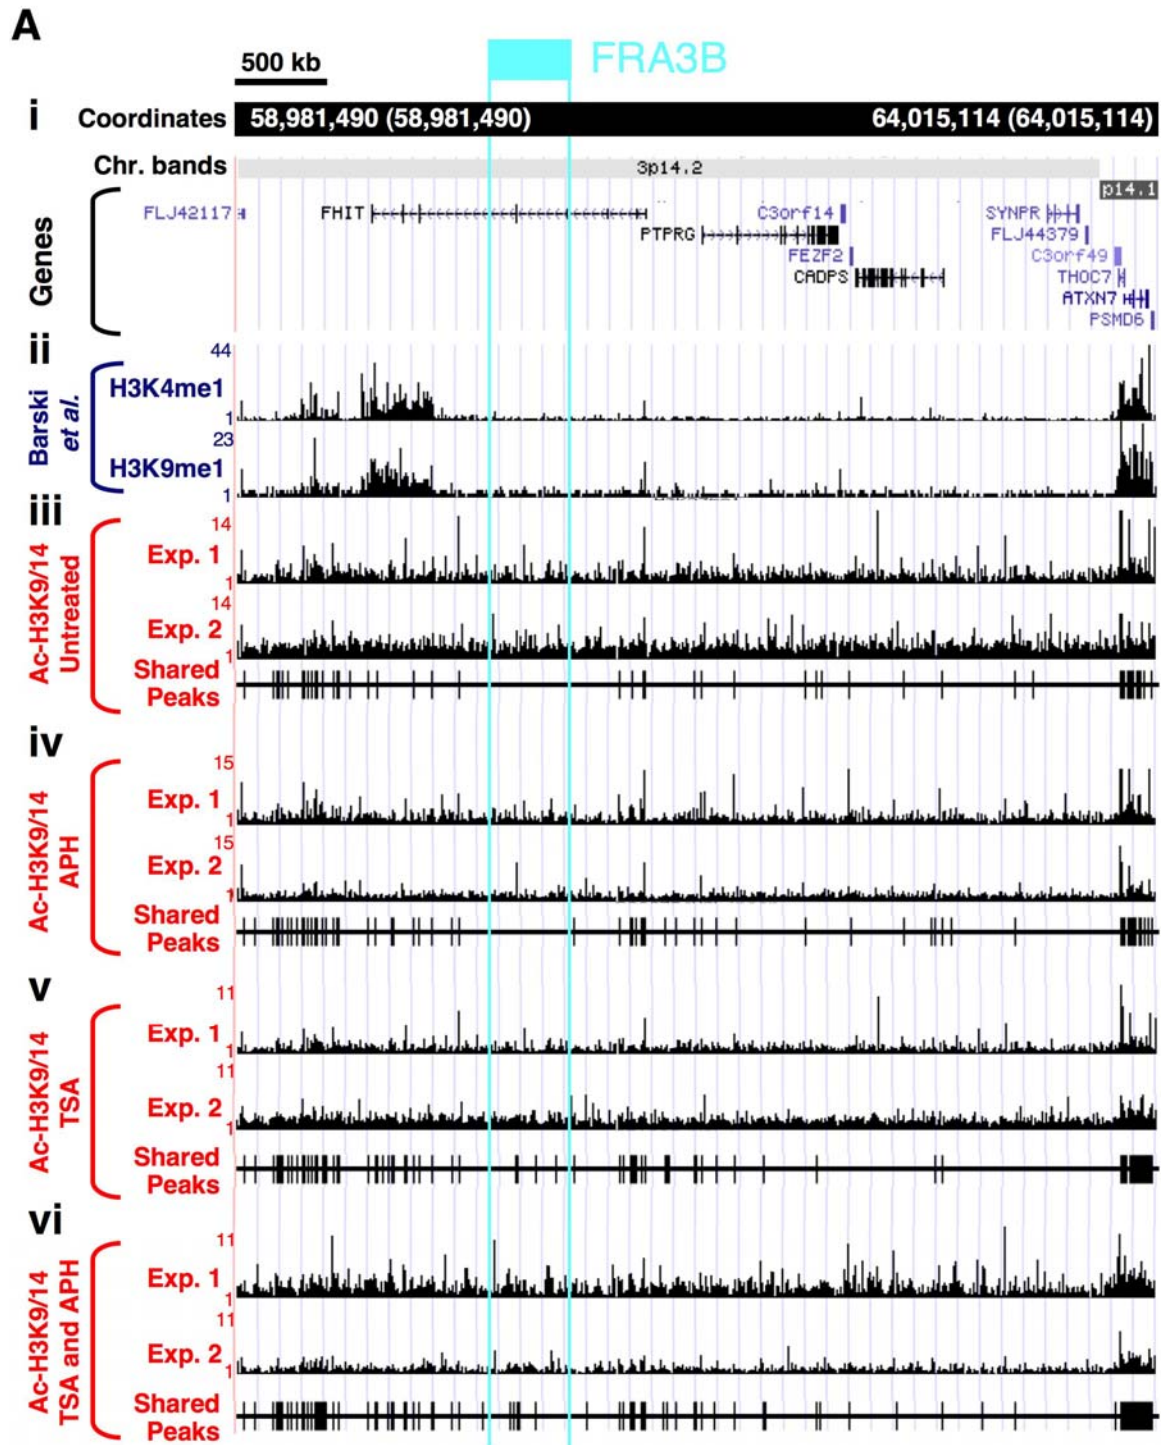 A
500 kb
FRA3B
i
Coordinates
58,981,490 (58,981,490)
64,015,114 (64,015,114)
Chr. bands
3p14.2
p14.1
Genes
FLJ42117
FHIT
C3orf14
SYNPR
PTPRG
FLJ44379
FEZF2
C3orf49
CADPS
THOC7
ATXN7
PSMD6
ii
Barski
et al.
44
H3K4me1
1
23
H3K9me1
1
iii
Ac-H3K9/14
Untreated
14
Exp. 1
1
14
Exp. 2
1
Shared
Peaks
iv
Ac-H3K9/14
APH
15
Exp. 1
1
15
Exp. 2
1
Shared
Peaks
v
Ac-H3K9/14
TSA
11
Exp. 1
1
11
Exp. 2
1
Shared
Peaks
vi
Ac-H3K9/14
TSA and APH
11
Exp. 1
1
11
Exp. 2
1
Shared
Peaks